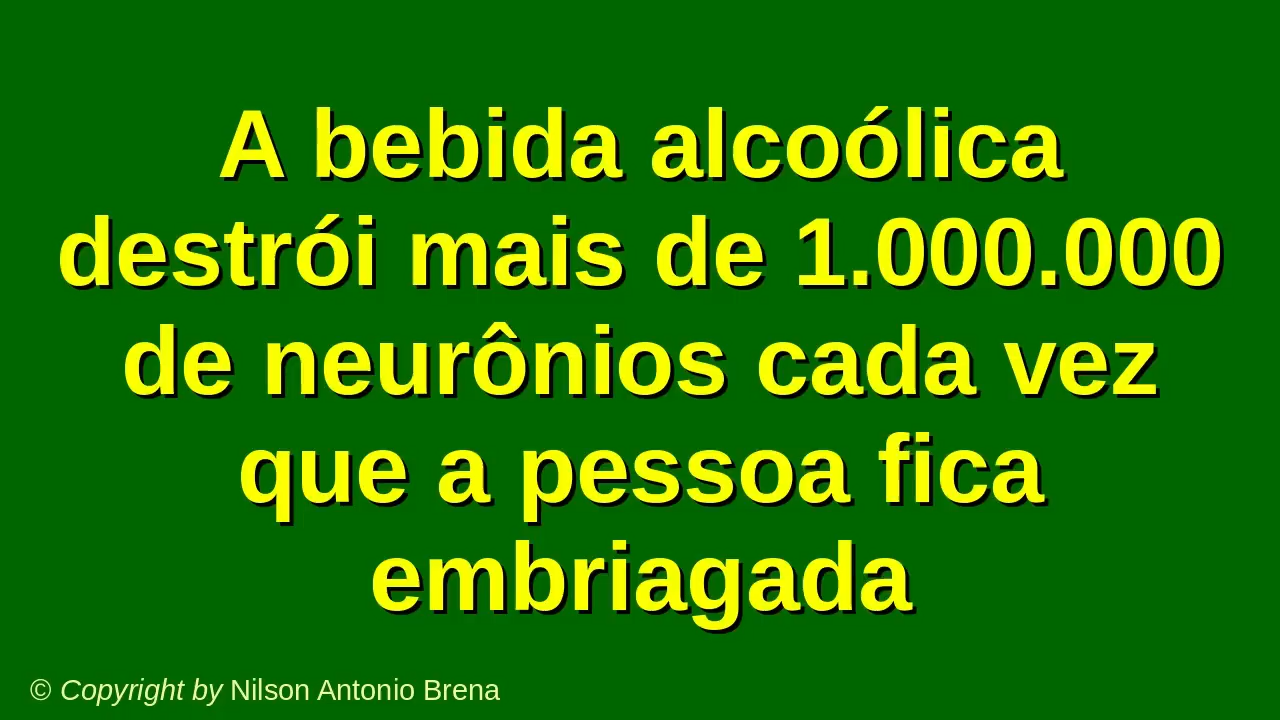 A bebida alcoólica
destrói mais de 1.000.000
de neurônios cada vez
que a pessoa fica
embriagada
© Copyright by Nilson Antonio Brena